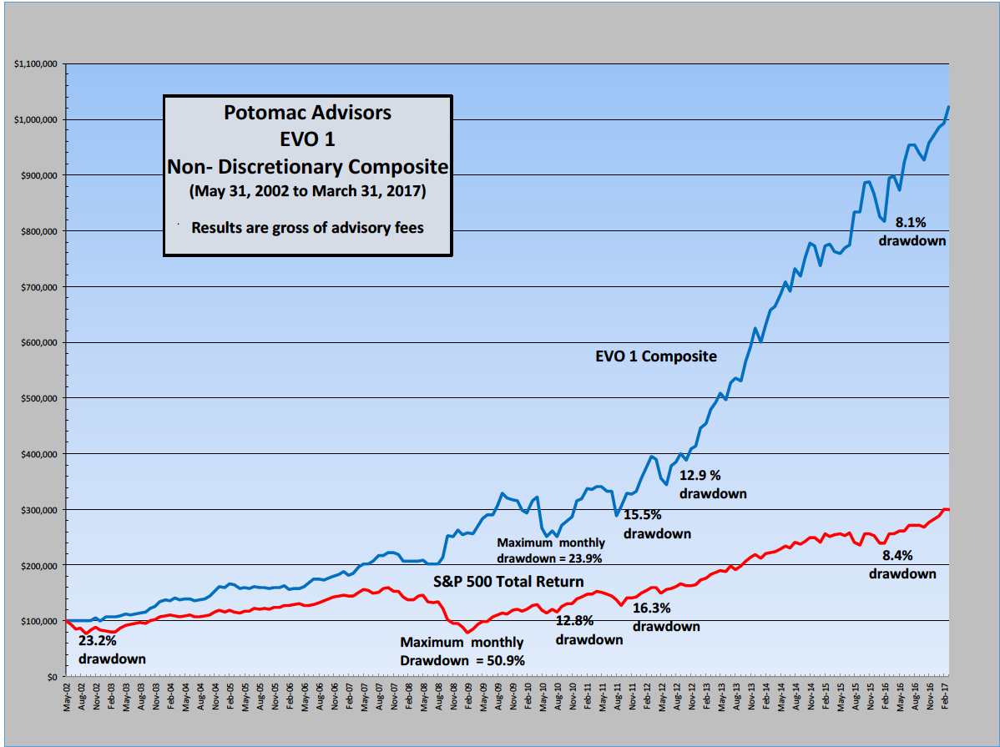 $1,100,000
$1,000,000
$900,000
$800,000
$700,000
$600,000
$500,000
$400,000
$300,000
$200,000
$100,000
$0
Potomac Advisors
EVO 1
Non- Discretionary Composite
(May 31, 2002 to March 31, 2017)
Results are gross of advisory fees
8.1%
drawdown
EVO 1 Composite
12.9 %
drawdown
15.5%
drawdown
Maximum monthly
drawdown = 23.9%
S&P 500 Total Return
8.4%
drawdown
16.3%
drawdown
12.8%
drawdown
23.2%
drawdown
Maximum monthly
Drawdown = 50.9%
May-02
Aug-02
Nov-02
Feb-03
May-03
Aug-03
Nov-03
Feb-04
May-04
Aug-04
Nov-04
Feb-05
May-05
Aug-05
Nov-05
Feb-06
May-06
Aug-06
Nov-06
Feb-07
May-07
Aug-07
Nov-07
Feb-08
May-08
Aug-08
Nov-08
Feb-09
May-09
Aug-09
Nov-09
Feb-10
May-10
Aug-10
Nov-10
Feb-11
May-11
Aug-11
Nov-11
Feb-12
May-12
Aug-12
Nov-12
Feb-13
May-13
Aug-13
Nov-13
Feb-14
May-14
Aug-14
Nov-14
Feb-15
May-15
Aug-15
Nov-15
Feb-16
May-16
Aug-16
Nov-16
Feb-17